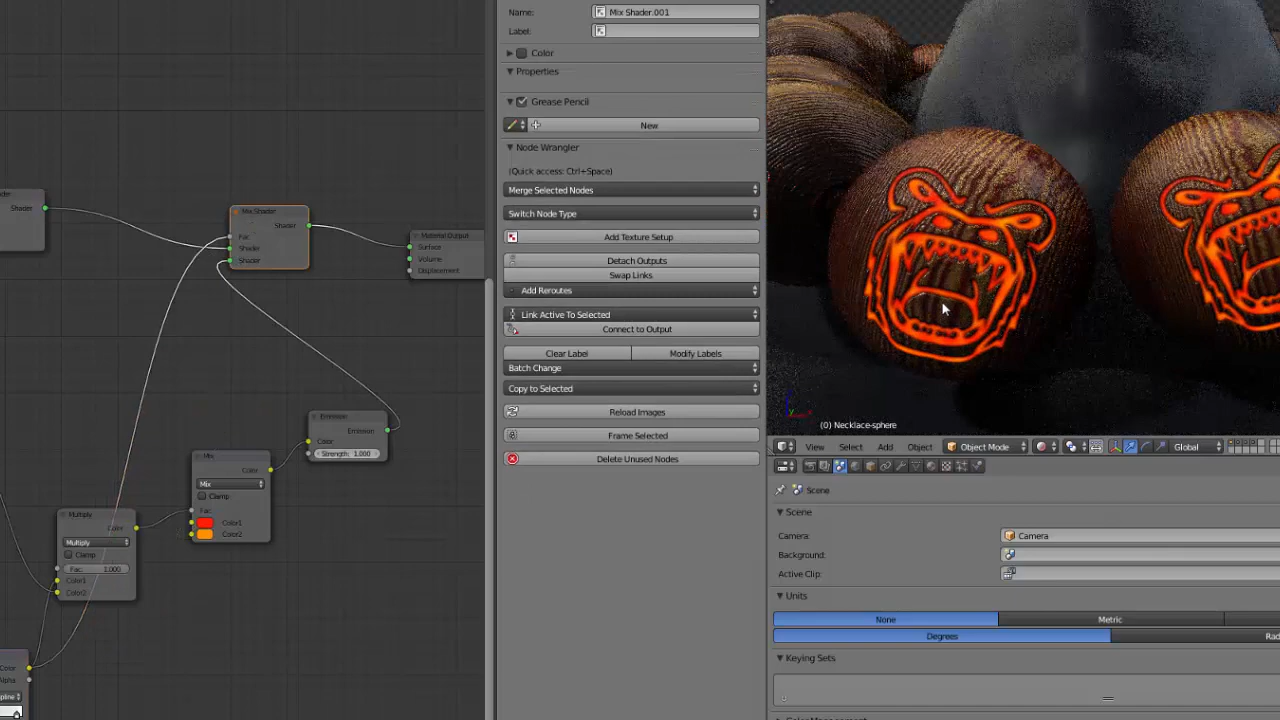 der
Shader
Mix Shader
Shader
Fac
Shader
Shader
Material Output
Surface
Volume
Displacement
Emission
Emission
Color
Strength: 1.000
Mix
Color
Mix
Clamp
Fac
Color1
Color2
Multiply
Color
Multiply
Clamp
Fac: 1.000
Color1
Color2
Color
Alpha
pline
Name:
Mix Shader.001
Label:
Color
Properties
Grease Pencil
New
Node Wrangler
(Quick access: Ctrl+Space)
Merge Selected Nodes
Switch Node Type
Add Texture Setup
Detach Outputs
Swap Links
Add Reroutes
Link Active To Selected
Connect to Output
Clear Label
Modify Labels
Batch Change
Copy to Selected
Reload Images
Frame Selected
Delete Unused Nodes
(0) Necklace-sphere
View Select Add Object Object Mode Global
Scene
Scene
Camera:
Camera
Background:
Active Clip:
Units
None
Metric
Degrees
Rad
Keying Sets